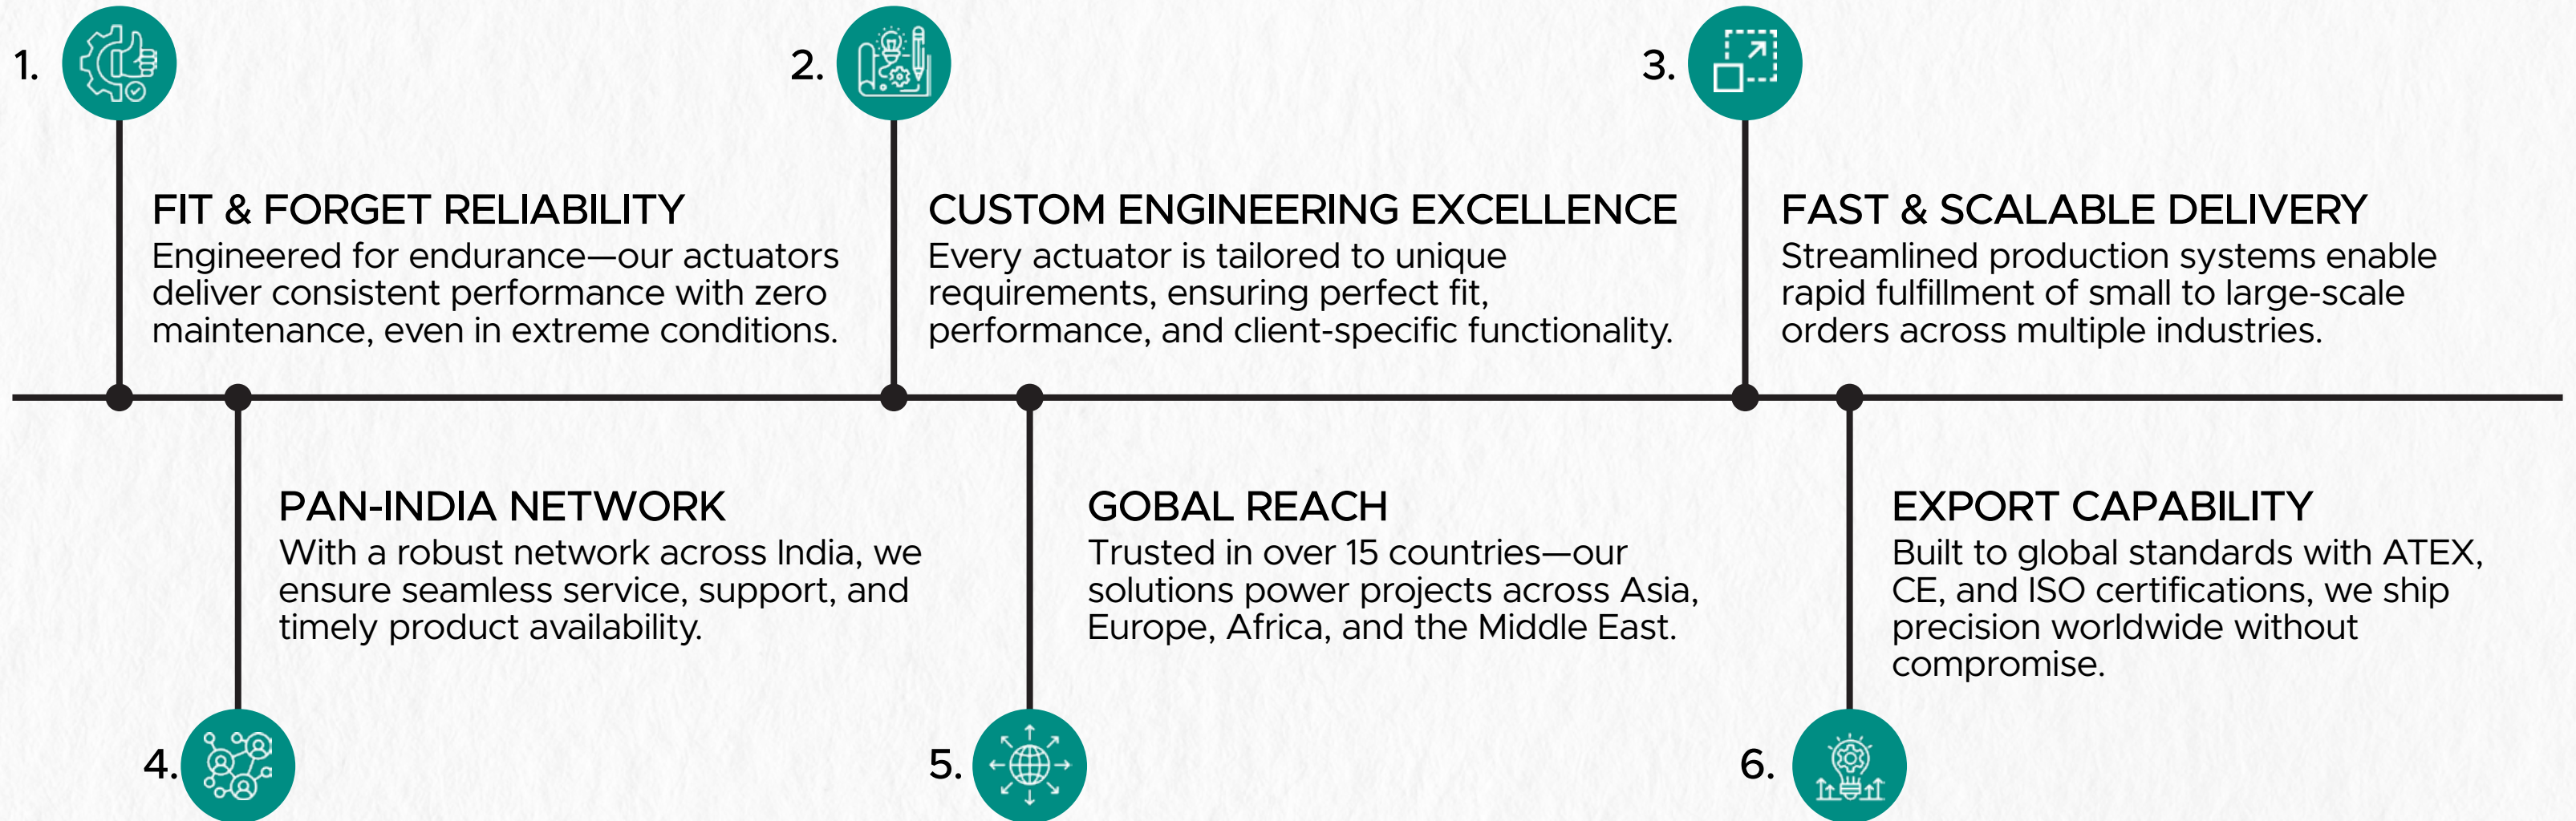 1.
FIT & FORGET RELIABILITY
Engineered for endurance—our actuators
deliver consistent performance with zero
maintenance, even in extreme conditions.
2.
CUSTOM ENGINEERING EXCELLENCE
Every actuator is tailored to unique
requirements, ensuring perfect fit,
performance, and client-specific functionality.
3.
FAST & SCALABLE DELIVERY
Streamlined production systems enable
rapid fulfillment of small to large-scale
orders across multiple industries.
4.
PAN-INDIA NETWORK
With a robust network across India, we
ensure seamless service, support, and
timely product availability.
5.
GOBAL REACH
Trusted in over 15 countries—our
solutions power projects across Asia,
Europe, Africa, and the Middle East.
6.
EXPORT CAPABILITY
Built to global standards with ATEX,
CE, and ISO certifications, we ship
precision worldwide without
compromise.